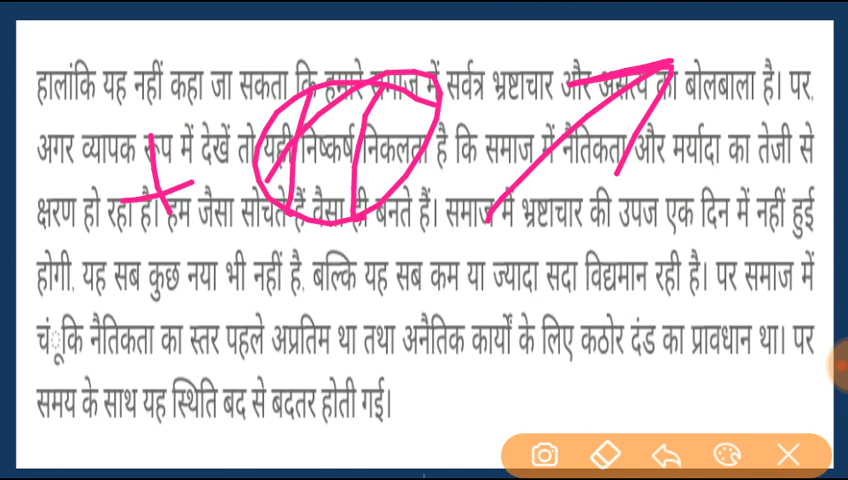 हालांकि यह नहीं कहा जा सकता कि हमारे समाज में सर्वत्र भ्रष्टाचार और असत्य का बोलबाला है। पर,
अगर व्यापक रूप में देखें तो यही निष्कर्ष निकलता है कि समाज में नैतिकता और मर्यादा का तेजी से
क्षरण हो रहा है। हम जैसा सोचते हैं वैसा ही बनते हैं। समाज में भ्रष्टाचार की उपज एक दिन में नहीं हुई
होगी, यह सब कुछ नया भी नहीं है, बल्कि यह सब कम या ज्यादा सदा विद्यमान रही है। पर समाज में
चंूकि नैतिकता का स्तर पहले अप्रतिम था तथा अनैतिक कार्यों के लिए कठोर दंड का प्रावधान था। पर
समय के साथ यह स्थिति बद से बदतर होती गई।